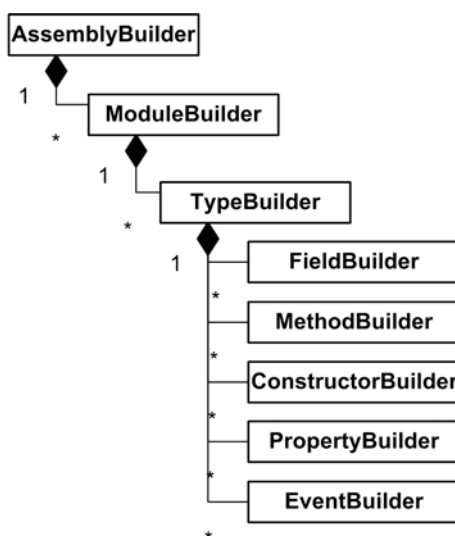 AssemblyBuilder
1
ModuleBuilder
*
1
TypeBuilder
*
1
FieldBuilder
*
MethodBuilder
*
ConstructorBuilder
*
PropertyBuilder
*
EventBuilder
*